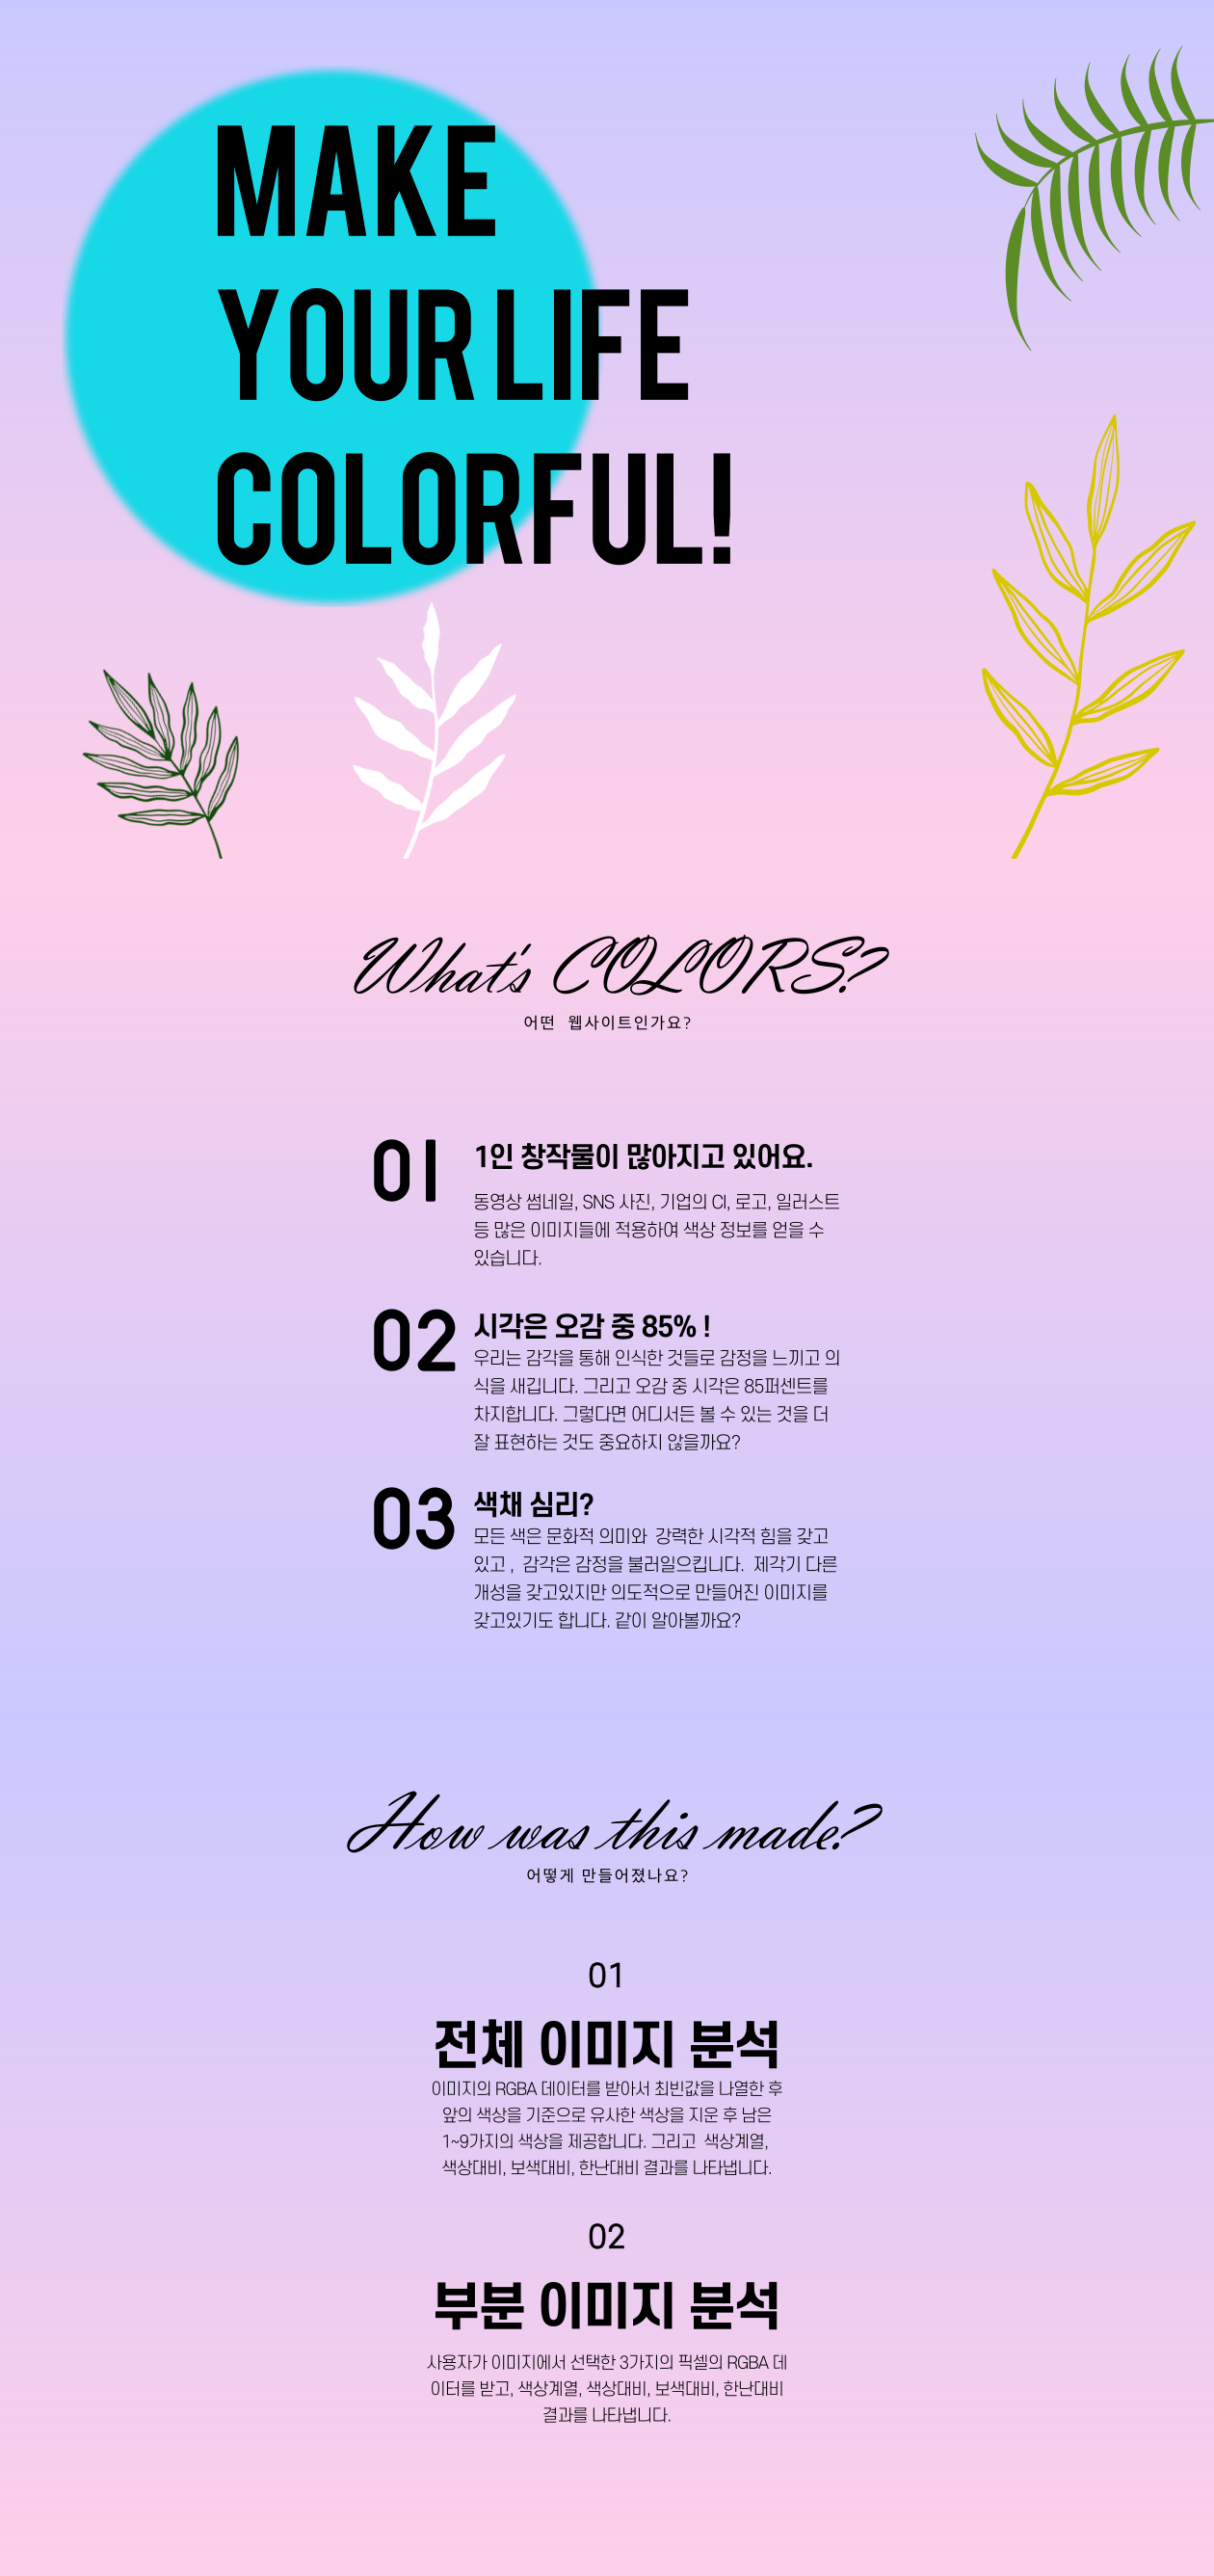 MAKE
YOUR LIFE
COLORFUL!
What's COLORS?
어떤 웹사이트인가요?
01
1인 창작물이 많아지고 있어요.
동영상 썸네일, SNS 사진, 기업의 CI, 로고, 일러스트
등 많은 이미지들에 적용하여 색상 정보를 얻을 수
있습니다.
02
시각은 오감 중 85% !
우리는 감각을 통해 인식한 것들로 감정을 느끼고 의
식을 새깁니다. 그리고 오감 중 시각은 85퍼센트를
차지합니다. 그렇다면 어디서든 볼 수 있는 것을 더
잘 표현하는 것도 중요하지 않을까요?
03
색채 심리?
모든 색은 문화적 의미와 강력한 시각적 힘을 갖고
있고 , 감각은 감정을 불러일으킵니다. 제각기 다른
개성을 갖고있지만 의도적으로 만들어진 이미지를
갖고있기도 합니다. 같이 알아볼까요?
How was this made?
어떻게 만들어졌나요?
01
전체 이미지 분석
이미지의 RGBA 데이터를 받아서 최빈값을 나열한 후
앞의 색상을 기준으로 유사한 색상을 지운 후 남은
1~9가지의 색상을 제공합니다. 그리고 색상계열,
색상대비, 보색대비, 한난대비 결과를 나타냅니다.
02
부분 이미지 분석
사용자가 이미지에서 선택한 3가지의 픽셀의 RGBA 데
이터를 받고, 색상계열, 색상대비, 보색대비, 한난대비
결과를 나타냅니다.